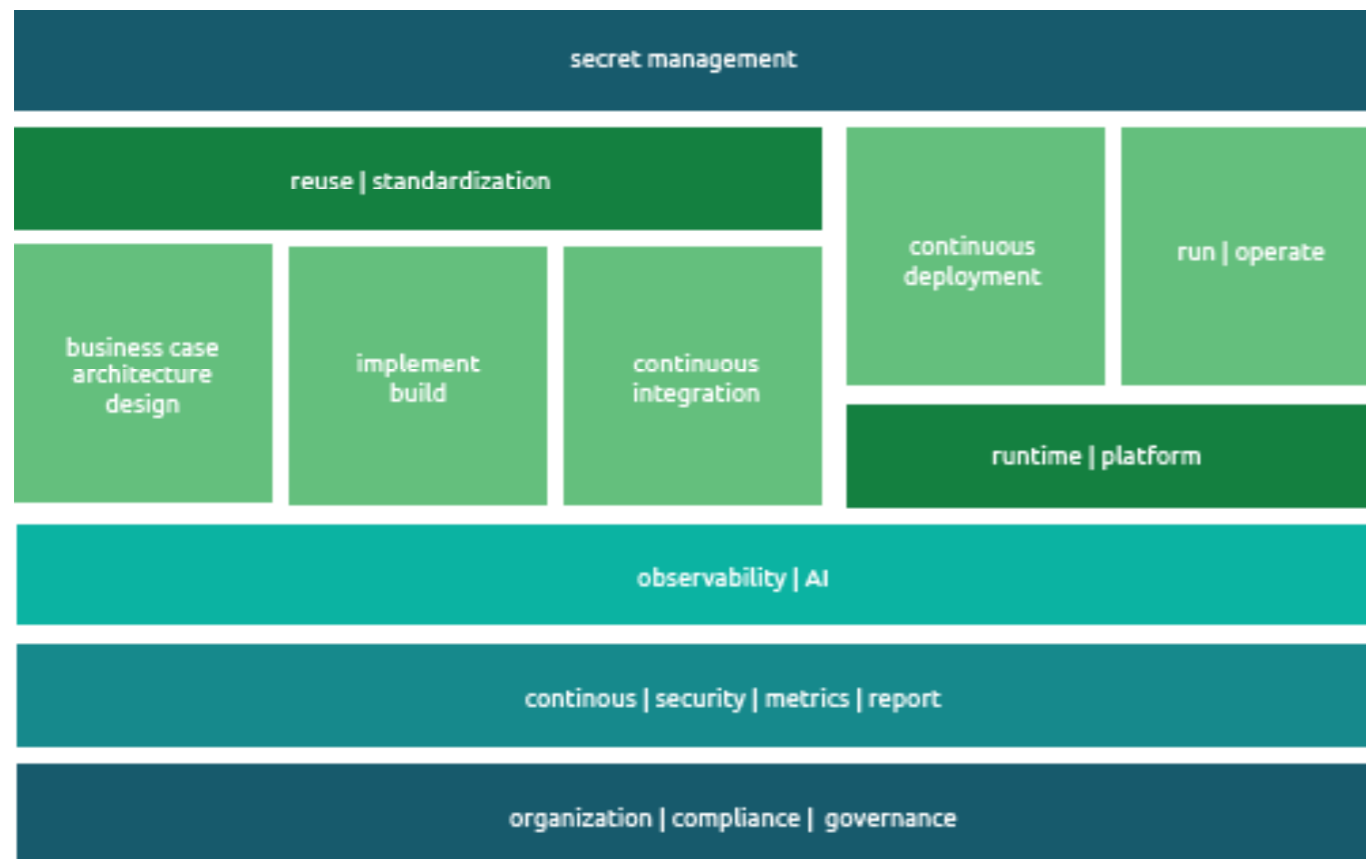 secret management
reuse | standardization
continuous
deployment
run | operate
business case
architecture
design
implement
build
continuous
integration
runtime | platform
observability | AI
continous | security | metrics | report
organization | compliance | governance